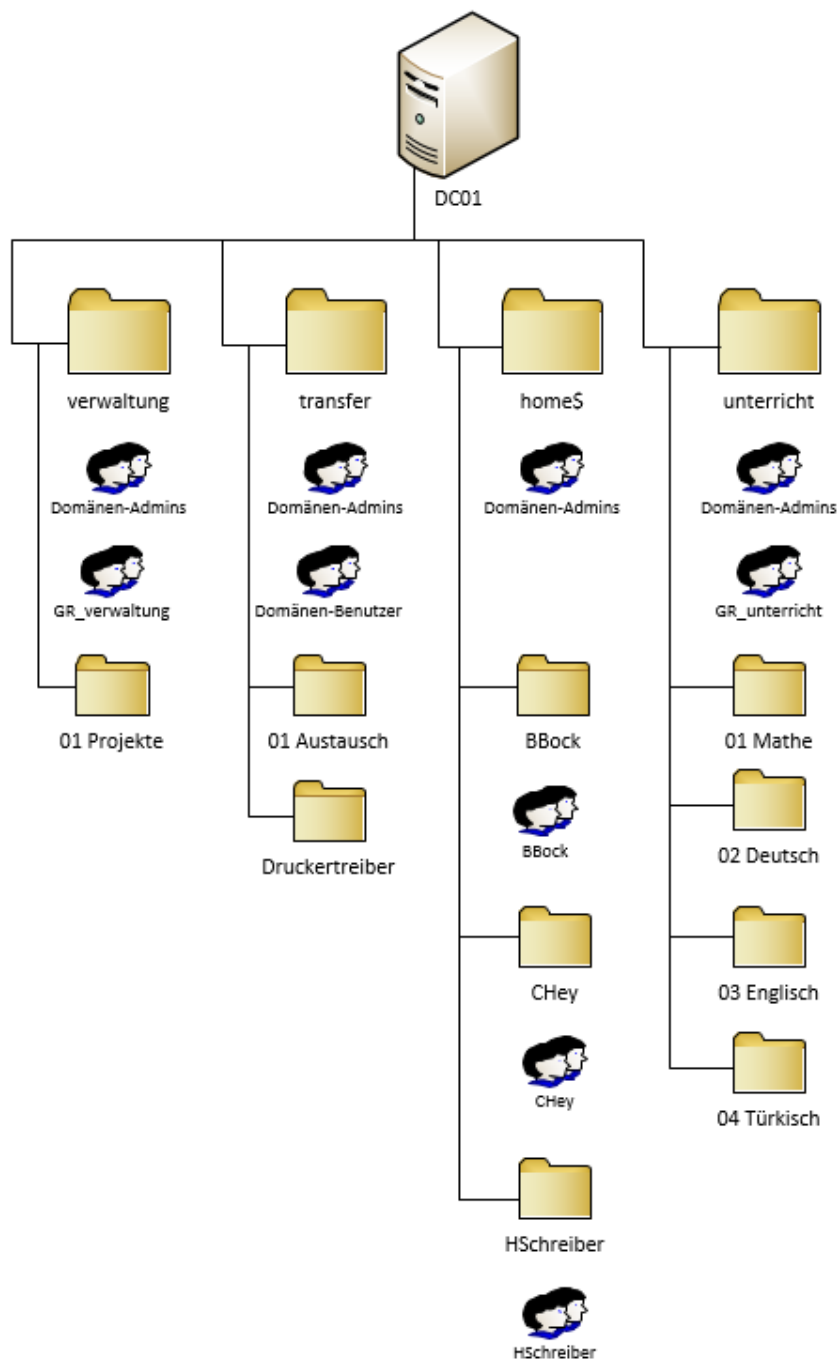 DC01
verwaltung
transfer
home$
unterricht
Domänen-Admins
Domänen-Admins
Domänen-Admins
Domänen-Admins
GR_verwaltung
Domänen-Benutzer
GR_unterricht
01 Projekte
01 Austausch
BBock
01 Mathe
Druckertreiber
BBock
02 Deutsch
CHey
03 Englisch
CHey
04 Türkisch
HSchreiber
HSchreiber